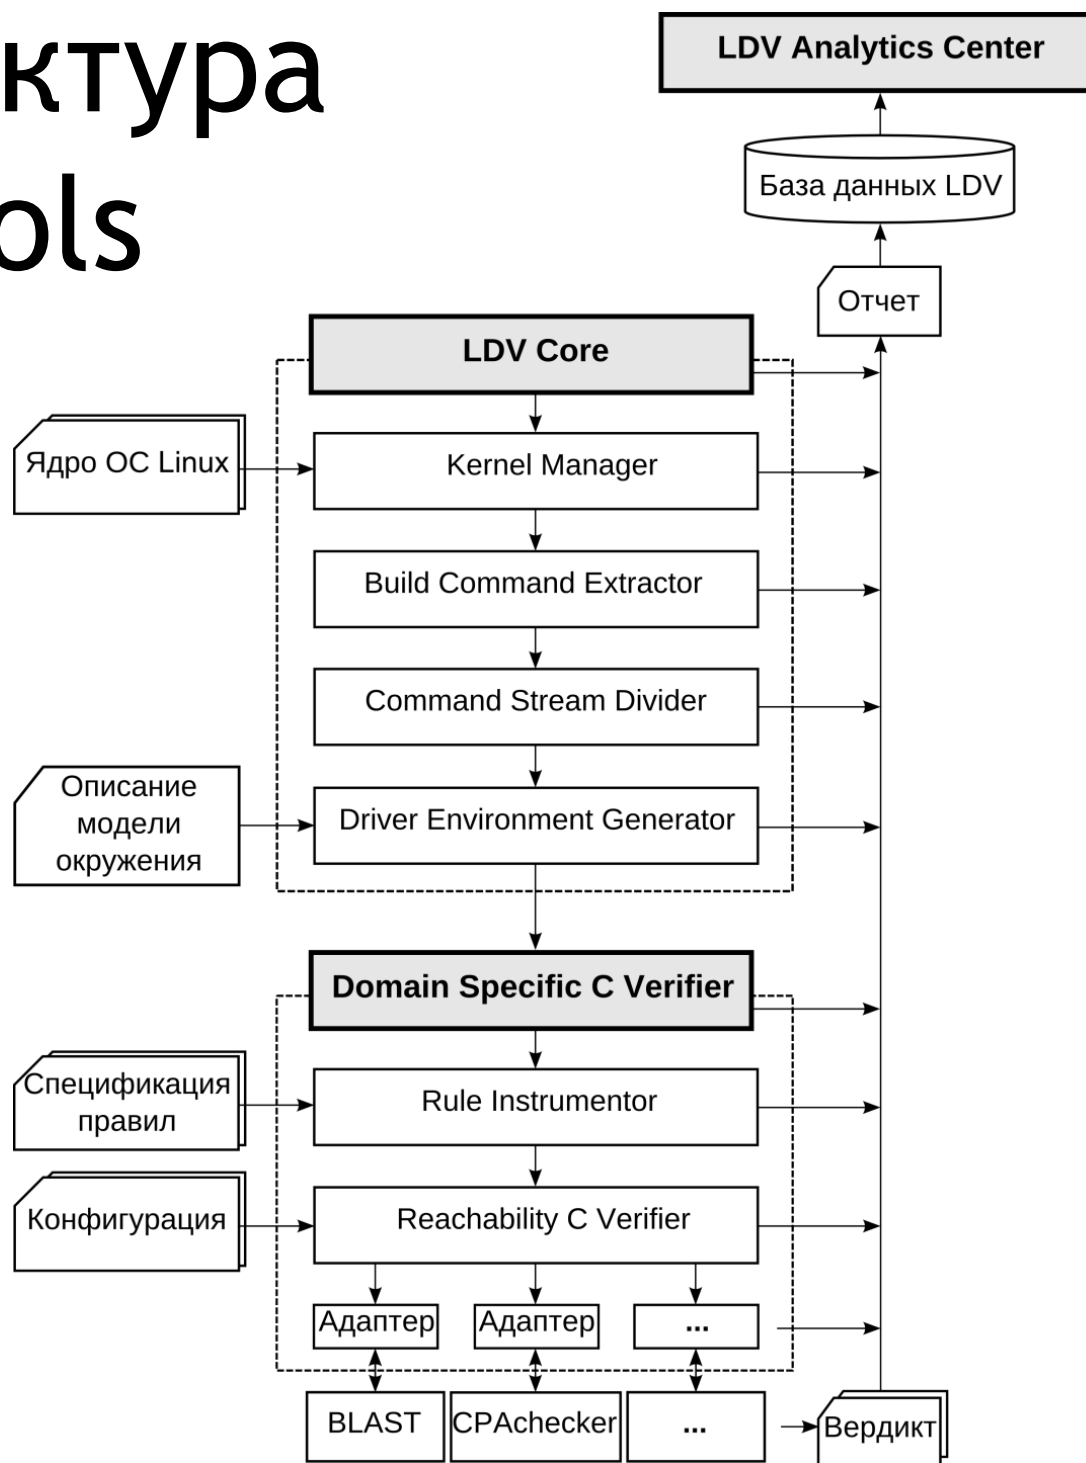 ктура
ols
LDV Analytics Center
База данных LDV
Отчет
LDV Core
Ядро ОС Linux
Kernel Manager
Build Command Extractor
Command Stream Divider
Описание
модели
окружения
Driver Environment Generator
Domain Specific C Verifier
Спецификация
правил
Rule Instrumentor
Конфигурация
Reachability C Verifier
Адаптер
Адаптер
...
BLAST
CPAchecker
...
Вердикт